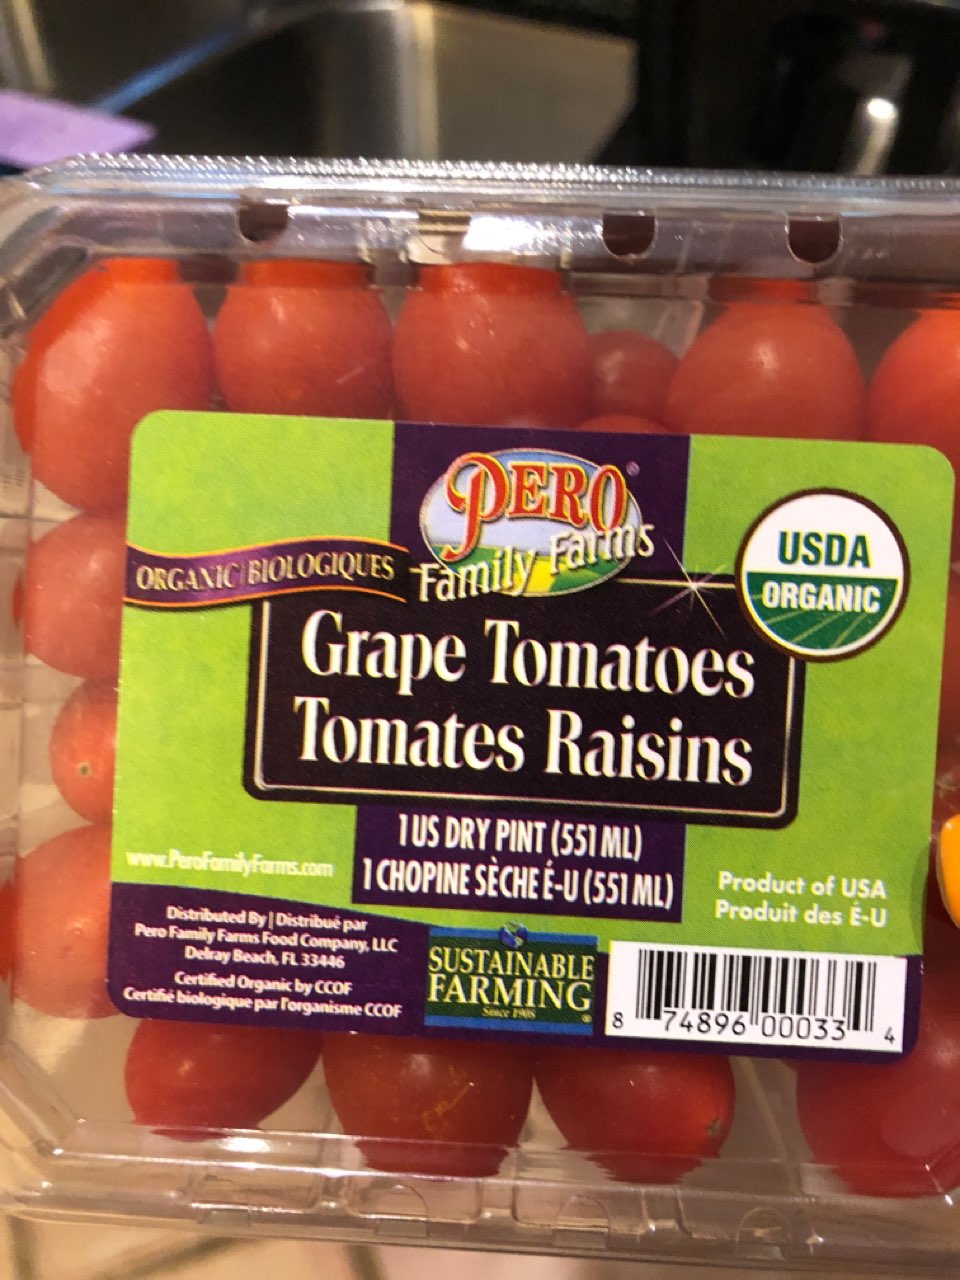 PERO®
Family Farms
ORGANIC | BIOLOGIQUES
USDA
ORGANIC
Grape Tomatoes
Tomates Raisins
1 US DRY PINT (551 ML)
1 CHOPINE SÈCHE É-U (551 ML)
www.PeroFamilyFarms.com
Product of USA
Produit des É-U
Distributed By | Distribué par
Pero Family Farms Food Company, LLC
Delray Beach, FL 33446
Certified Organic by CCOF
Certifié biologique par l'organisme CCOF
SUSTAINABLE
FARMING
Since 1908
8 74896 00033 4